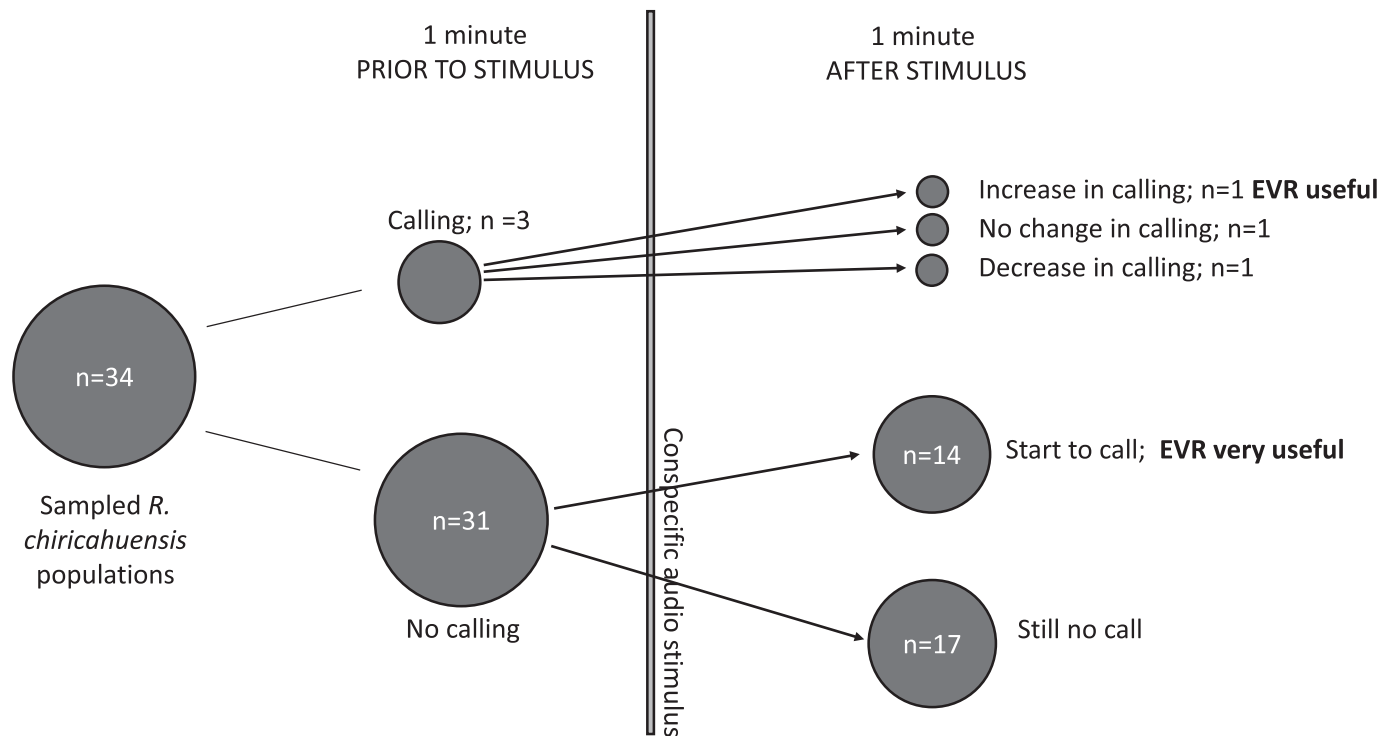 1 minute
PRIOR TO STIMULUS
1 minute
AFTER STIMULUS
Calling; n =3
Increase in calling; n=1 EVR useful
No change in calling; n=1
Decrease in calling; n=1
n=34
Sampled R.
chiricahuensis
populations
n=31
No calling
Conspecific audio stimulus
n=14
Start to call; EVR very useful
n=17
Still no call